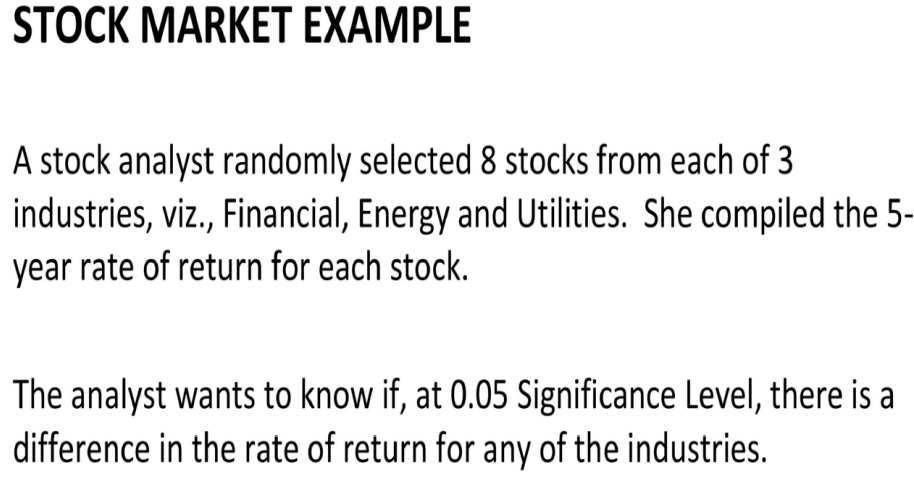 STOCK MARKET EXAMPLE
A stock analyst randomly selected 8 stocks from each of 3
industries, viz., Financial, Energy and Utilities. She compiled the 5-
year rate of return for each stock.
The analyst wants to know if, at 0.05 Significance Level, there is a
difference in the rate of return for any of the industries.